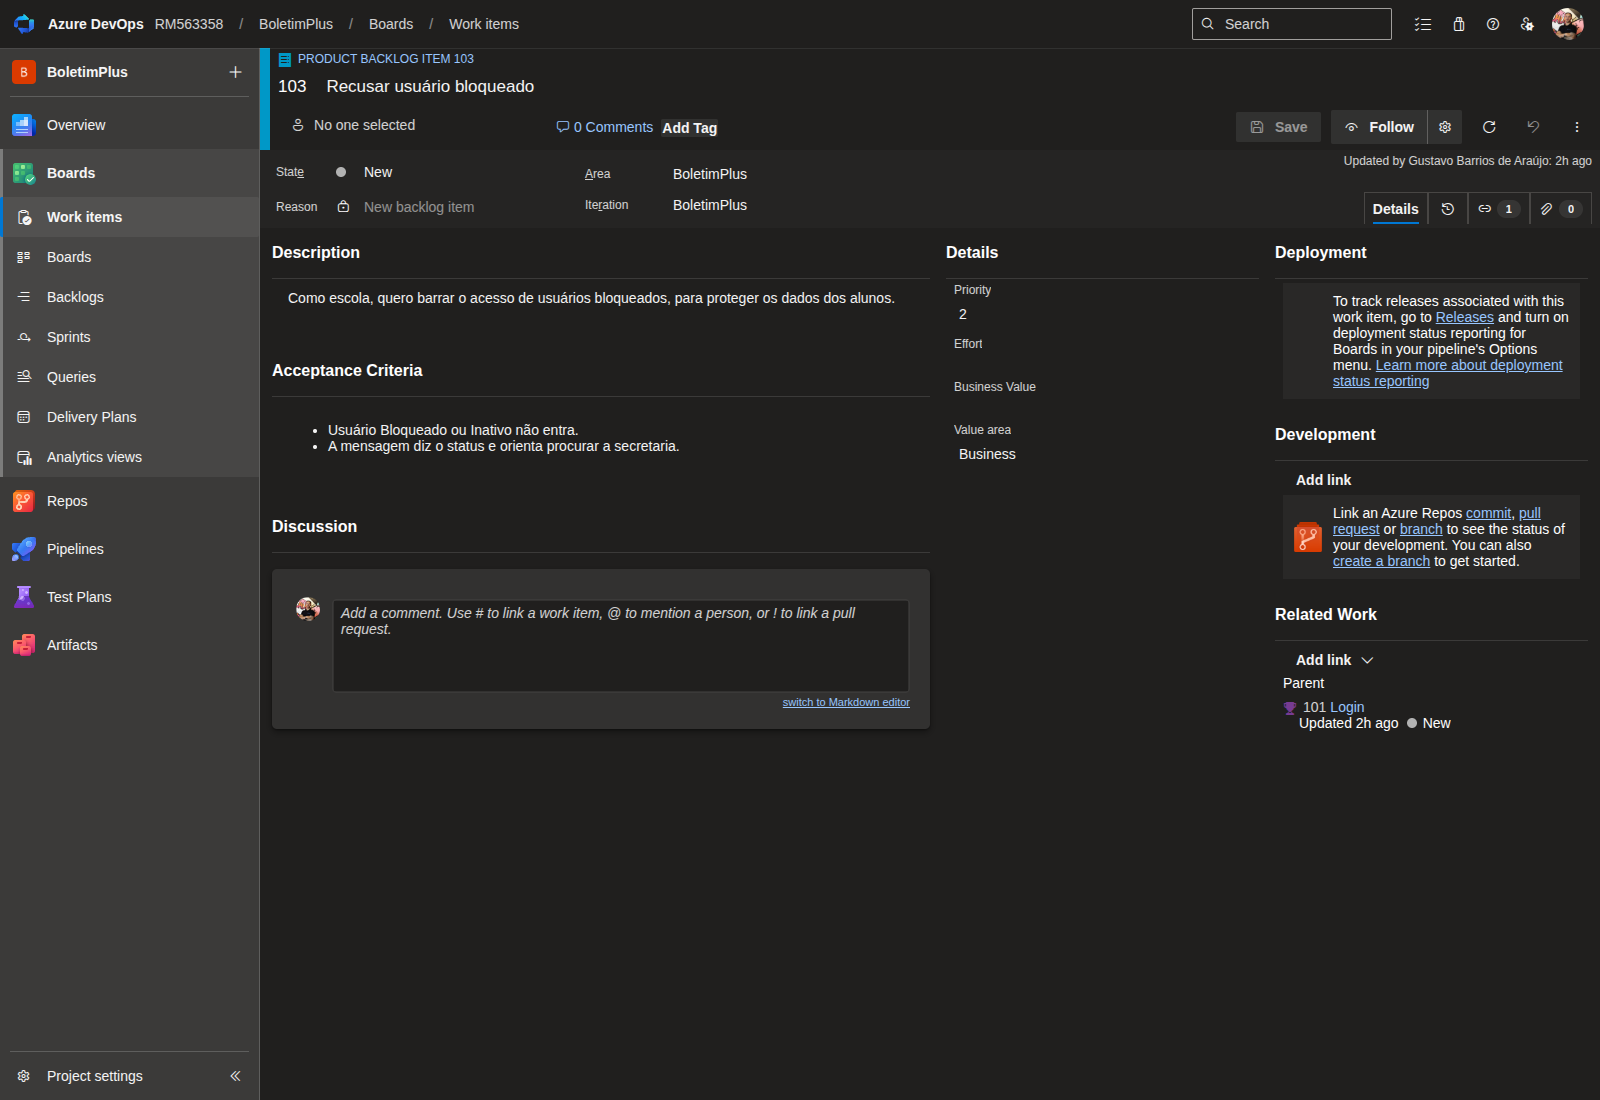 Azure DevOps RM563358 / BoletimPlus / Boards / Work items
Search
B BoletimPlus
Overview
Boards
Work items
Boards
Backlogs
Sprints
Queries
Delivery Plans
Analytics views
Repos
Pipelines
Test Plans
Artifacts
Project settings
PRODUCT BACKLOG ITEM 103
103 Recusar usuário bloqueado
No one selected
0 Comments
Add Tag
Save
Follow
Updated by Gustavo Barrios de Araújo: 2h ago
State New
Area BoletimPlus
Reason New backlog item
Iteration BoletimPlus
Details
1
0
Description
Como escola, quero barrar o acesso de usuários bloqueados, para proteger os dados dos alunos.
Acceptance Criteria
Usuário Bloqueado ou Inativo não entra.
A mensagem diz o status e orienta procurar a secretaria.
Discussion
Add a comment. Use # to link a work item, @ to mention a person, or ! to link a pull
request.
switch to Markdown editor
Details
Priority
2
Effort
Business Value
Value area
Business
Deployment
To track releases associated with this
work item, go to Releases and turn on
deployment status reporting for
Boards in your pipeline's Options
menu. Learn more about deployment
status reporting
Development
Add link
Link an Azure Repos commit, pull
request or branch to see the status of
your development. You can also
create a branch to get started.
Related Work
Add link
Parent
101 Login
Updated 2h ago New